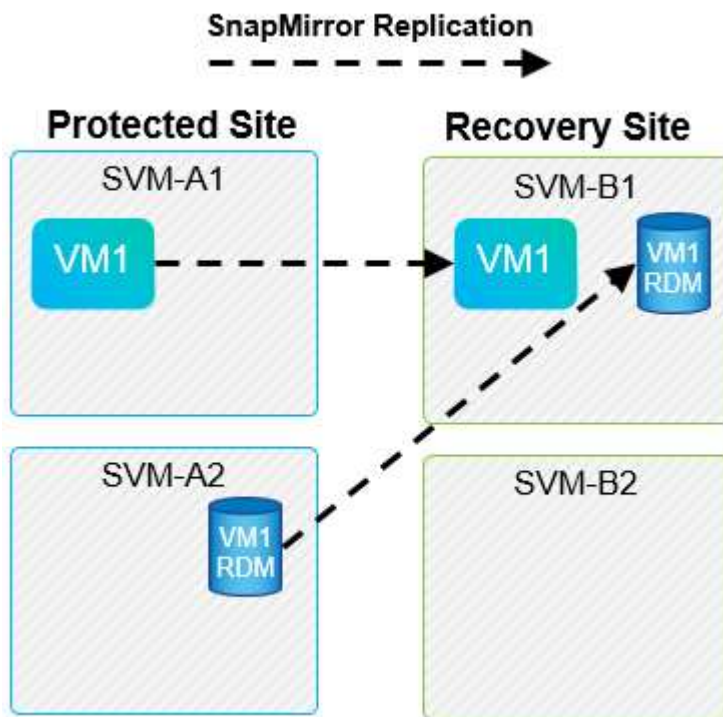 SnapMirror Replication
Protected Site
Recovery Site
SVM-A1
VM1
SVM-B1
VM1
VM1
RDM
SVM-A2
VM1
RDM
SVM-B2